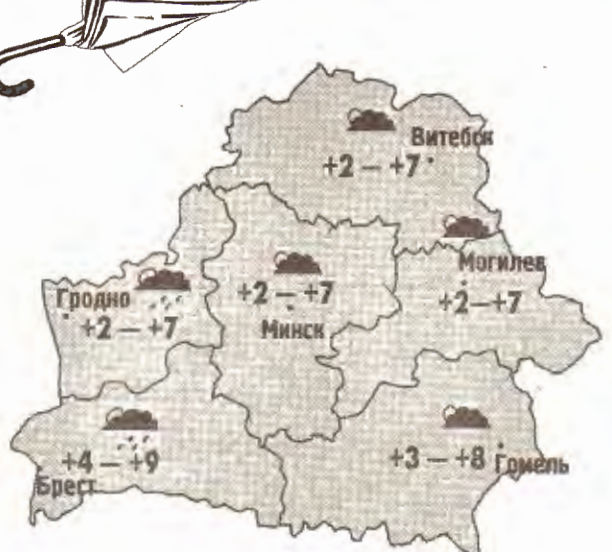 Витебск
+2 – +7
Могилев
+2–+7
+2 – +7
Минск
Гродно
+2 – +7
+4 – +9
Брест
+3 – +8 Гомель